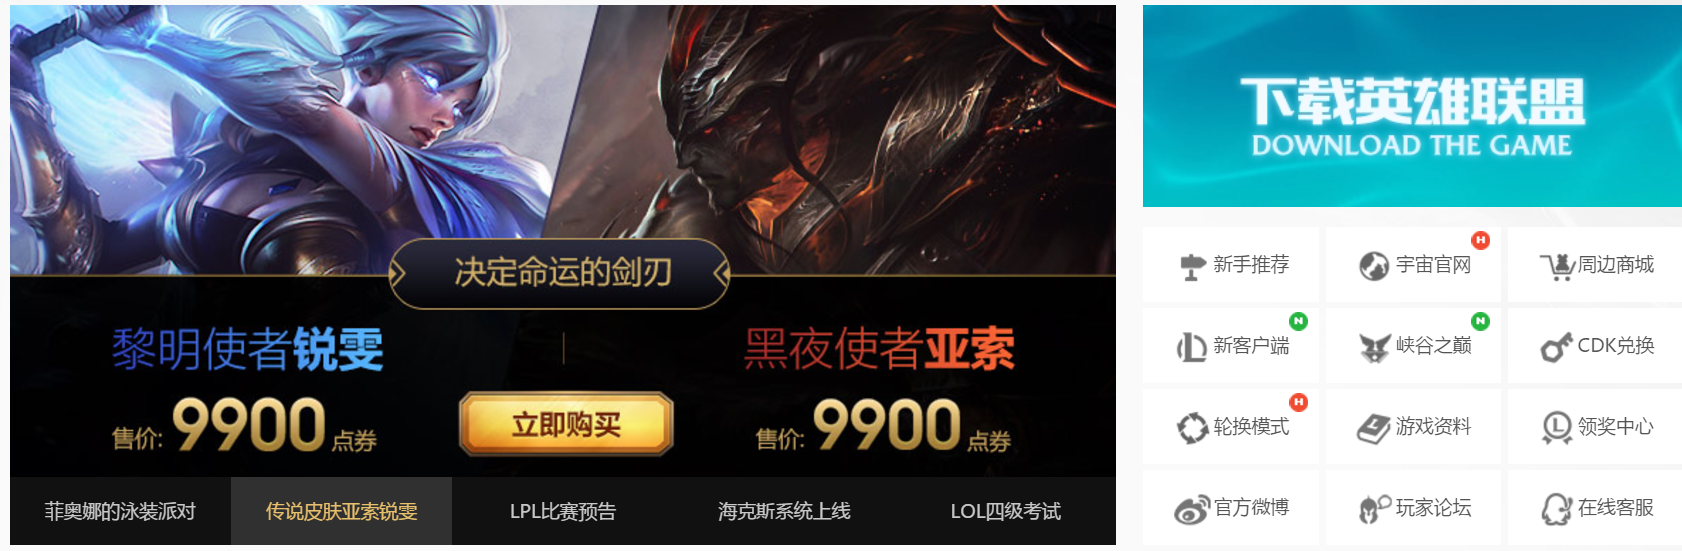 决定命运的剑刃
黎明使者锐雯
黑夜使者亚索
售价: 9900 点券
立即购买
售价: 9900 点券
菲奥娜的泳装派对
传说皮肤亚索锐雯
LPL比赛预告
海克斯系统上线
LOL四级考试
下载英雄联盟
DOWNLOAD THE GAME
新手推荐
H
宇宙官网
周边商城
N
新客户端
N
峡谷之巅
CDK兑换
H
轮换模式
游戏资料
领奖中心
官方微博
玩家论坛
在线客服